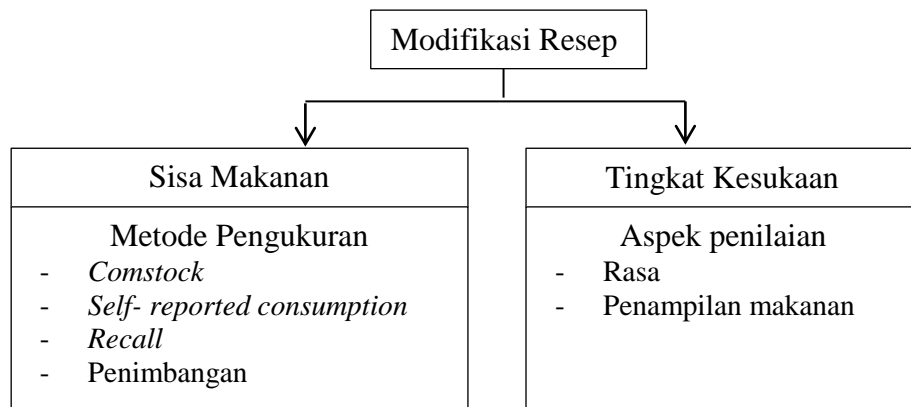 Modifikasi Resep
Sisa Makanan
Metode Pengukuran
- Comstock
- Self- reported consumption
- Recall
- Penimbangan
Tingkat Kesukaan
Aspek penilaian
- Rasa
- Penampilan makanan